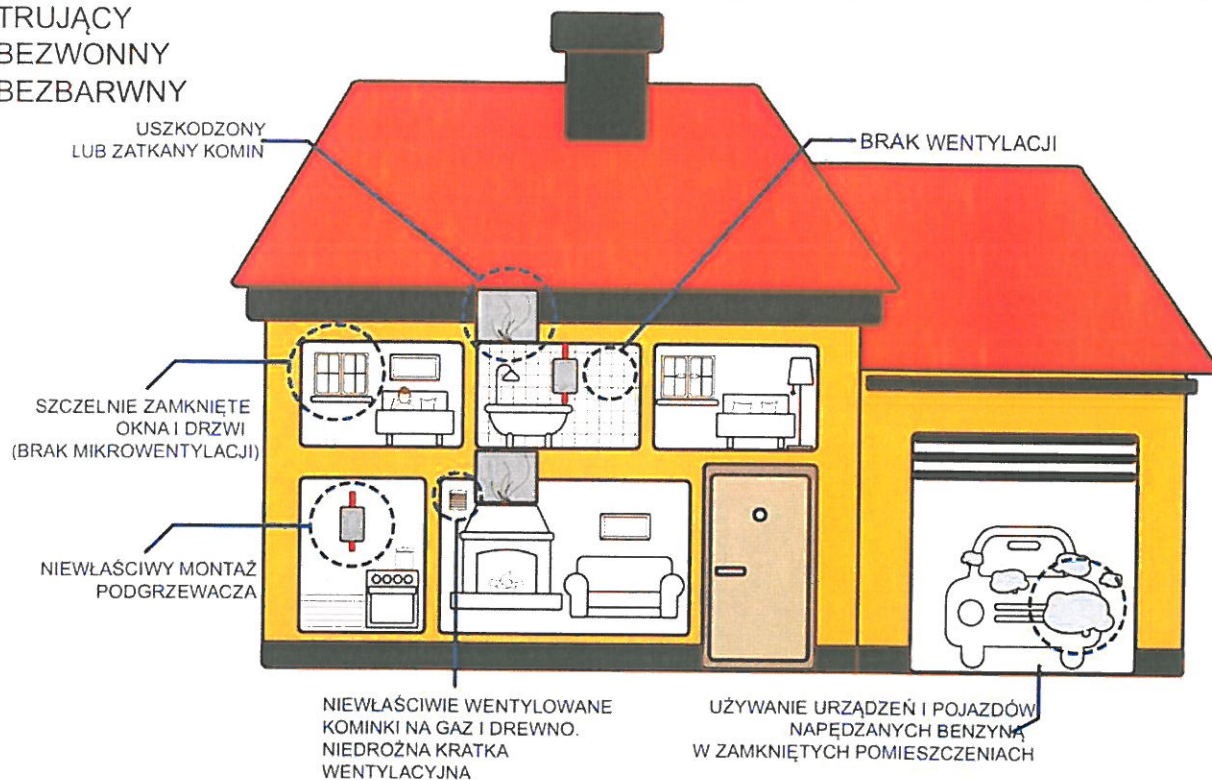 TRUJĄCY
BEZWONNY
BEZBARWNY
USZKODZONY
LUB ZATKANY KOMIN
BRAK WENTYLACJI
SZCZELNIE ZAMKNIĘTE
OKNA I DRZWI
(BRAK MIKROWENTYLACJI)
NIEWŁAŚCIWY MONTAŻ
PODGRZEWACZA
NIEWŁAŚCIWIE WENTYLOWANE
KOMINKI NA GAZ I DREWNO.
NIEDROŻNA KRATKA
WENTYLACYJNA
UŻYWANIE URZĄDZEŃ I POJAZDÓW
NAPĘDZANYCH BENZYNĄ
W ZAMKNIĘTYCH POMIESZCZENIACH